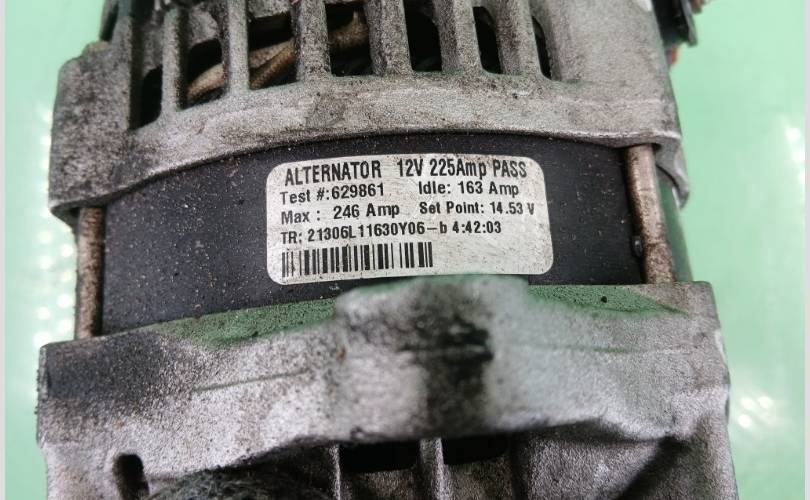 ALTERNATOR 12V 225Amp PASS
Test #:629861 Idle: 163 Amp
Max : 246 Amp Set Point: 14.53 V
TR: 21306L11630Y06-b 4:42:03